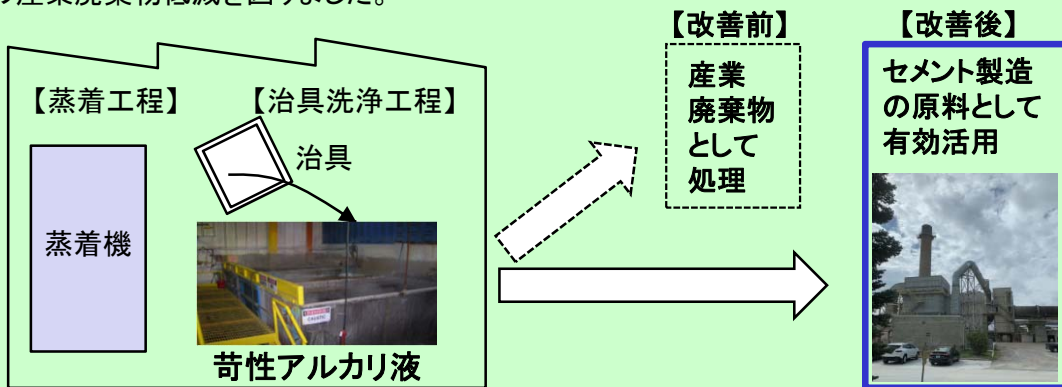 産業廃棄物低減を図りました。
【改善前】
【改善後】
【蒸着工程】
【治具洗浄工程】
治具
蒸着機
苛性アルカリ液
産業
廃棄物
として
処理
セメント製造
の原料として
有効活用